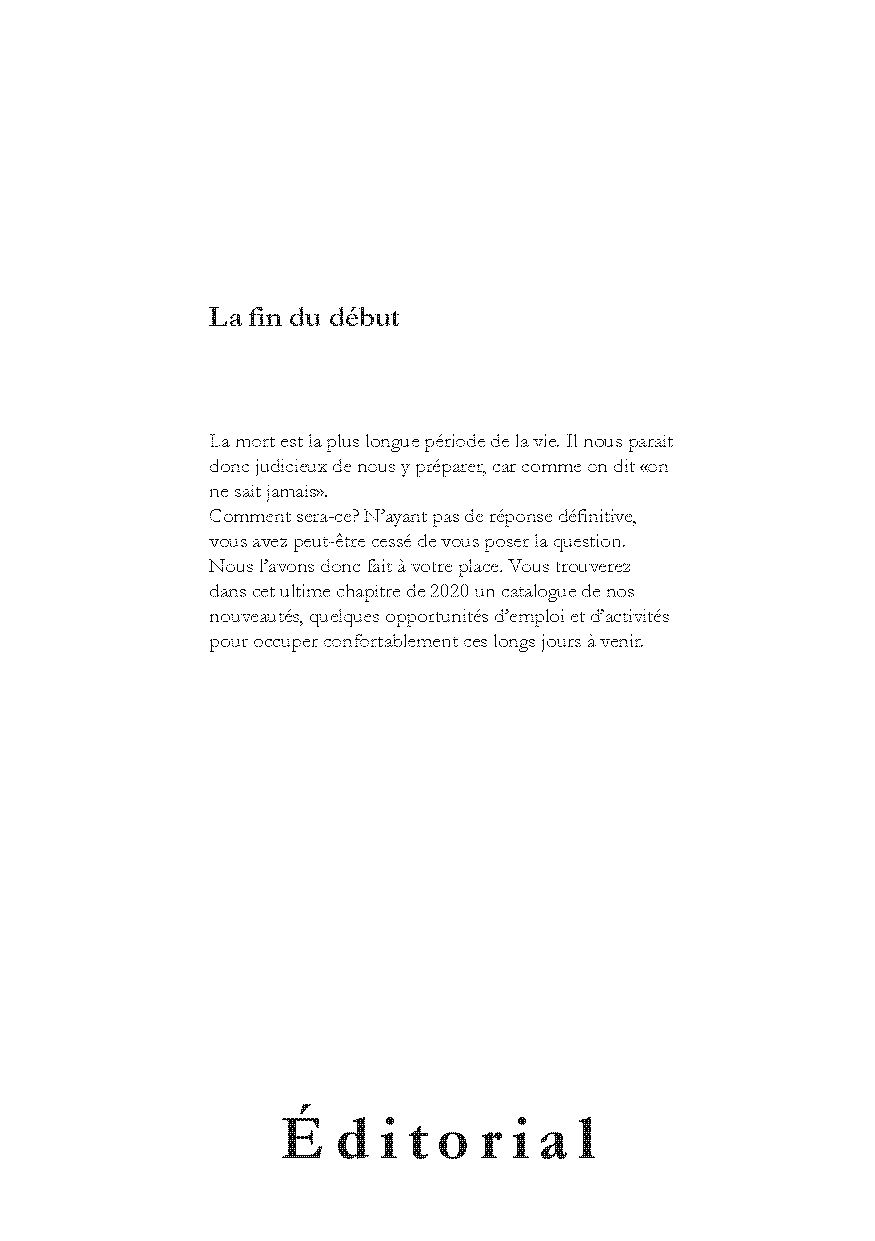 La fin du début
La mort est la plus longue période de la vie. Il nous parait
donc judicieux de nous y préparer, car comme on dit «on
ne sait jamais».
Comment sera-ce? N’ayant pas de réponse définitive,
vous avez peut-être cessé de vous poser la question.
Nous l’avons donc fait à votre place. Vous trouverez
dans cet ultime chapitre de 2020 un catalogue de nos
nouveautés, quelques opportunités d’emploi et d’activités
pour occuper confortablement ces longs jours à venir.
Éditorial